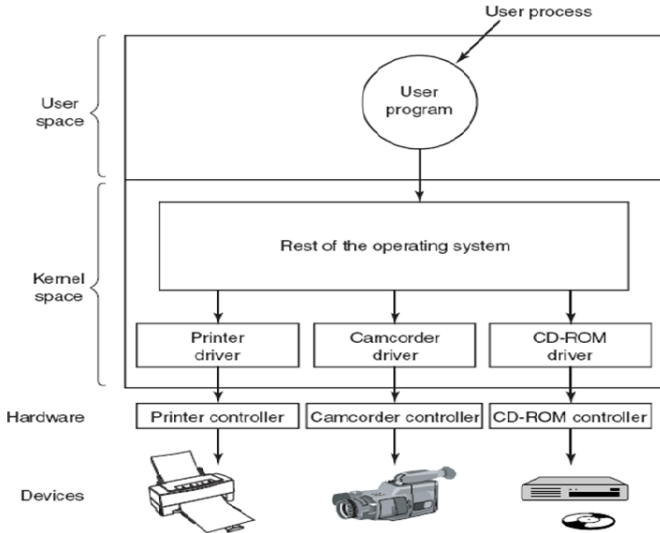 User process
User
space
User
program
Kernel
space
Rest of the operating system
Printer
driver
Camcorder
driver
CD-ROM
driver
Hardware
Printer controller
Camcorder controller
CD-ROM controller
Devices